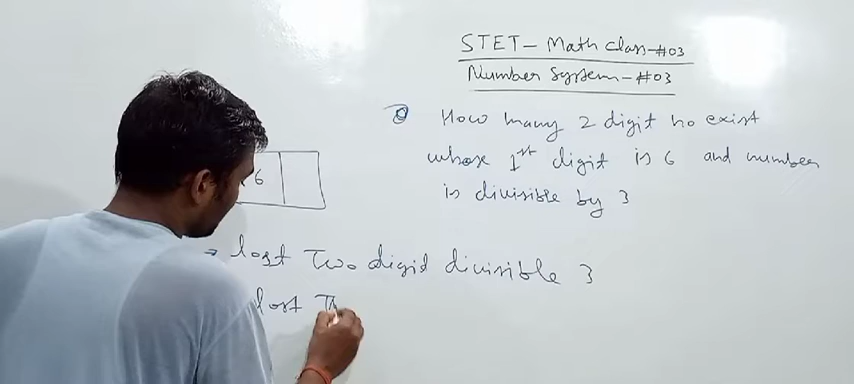 STET- Math Class-#03
Number System-#03
Q How many 2 digit no exist
whose 1st digit is 6 and number
is divisible by 3
6
→ last Two digit divisible 3
last T